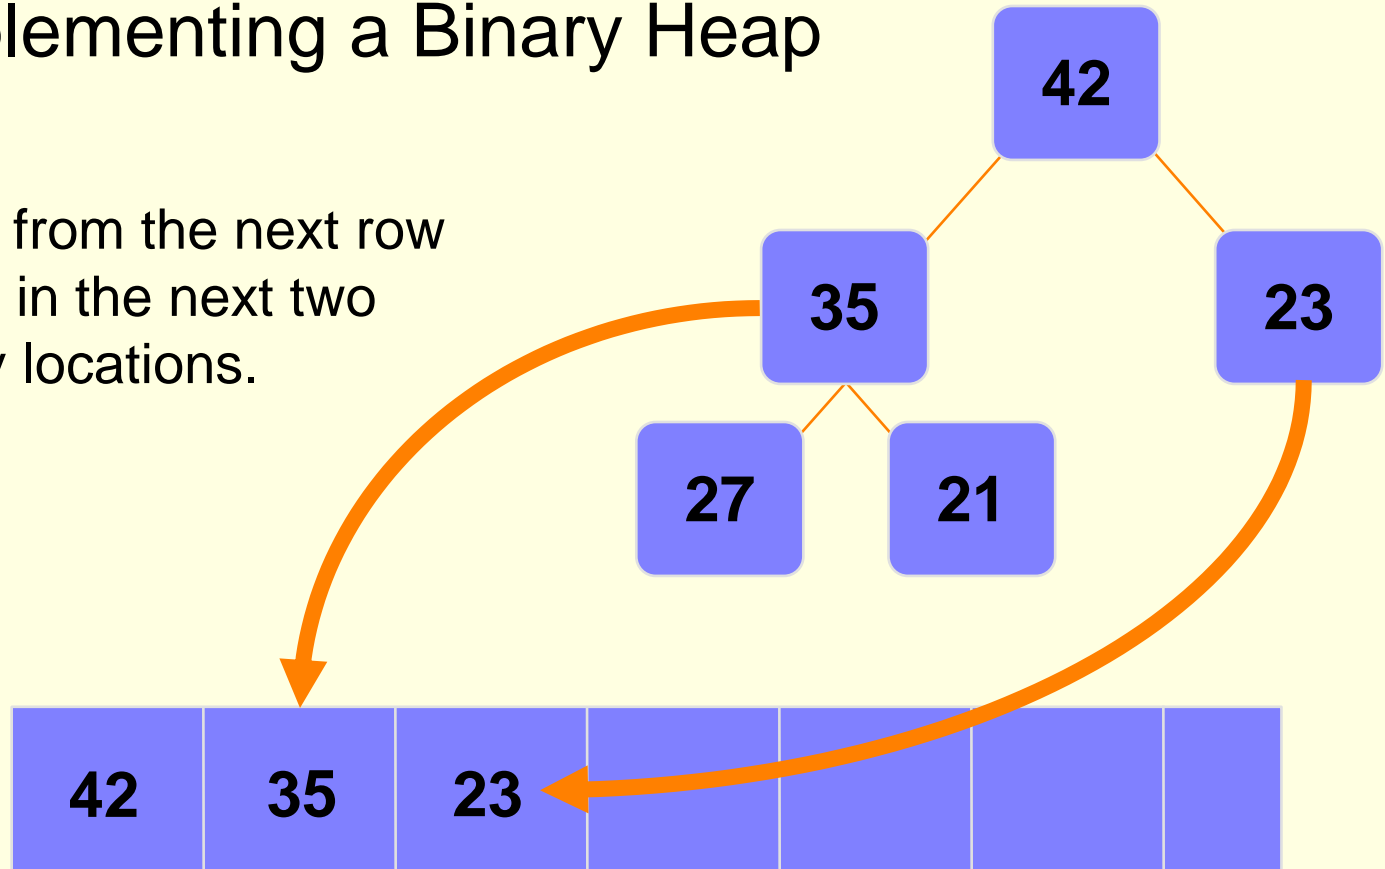 lementing a Binary Heap
42
from the next row
in the next two
locations.
35 23
27 21
42 35 23